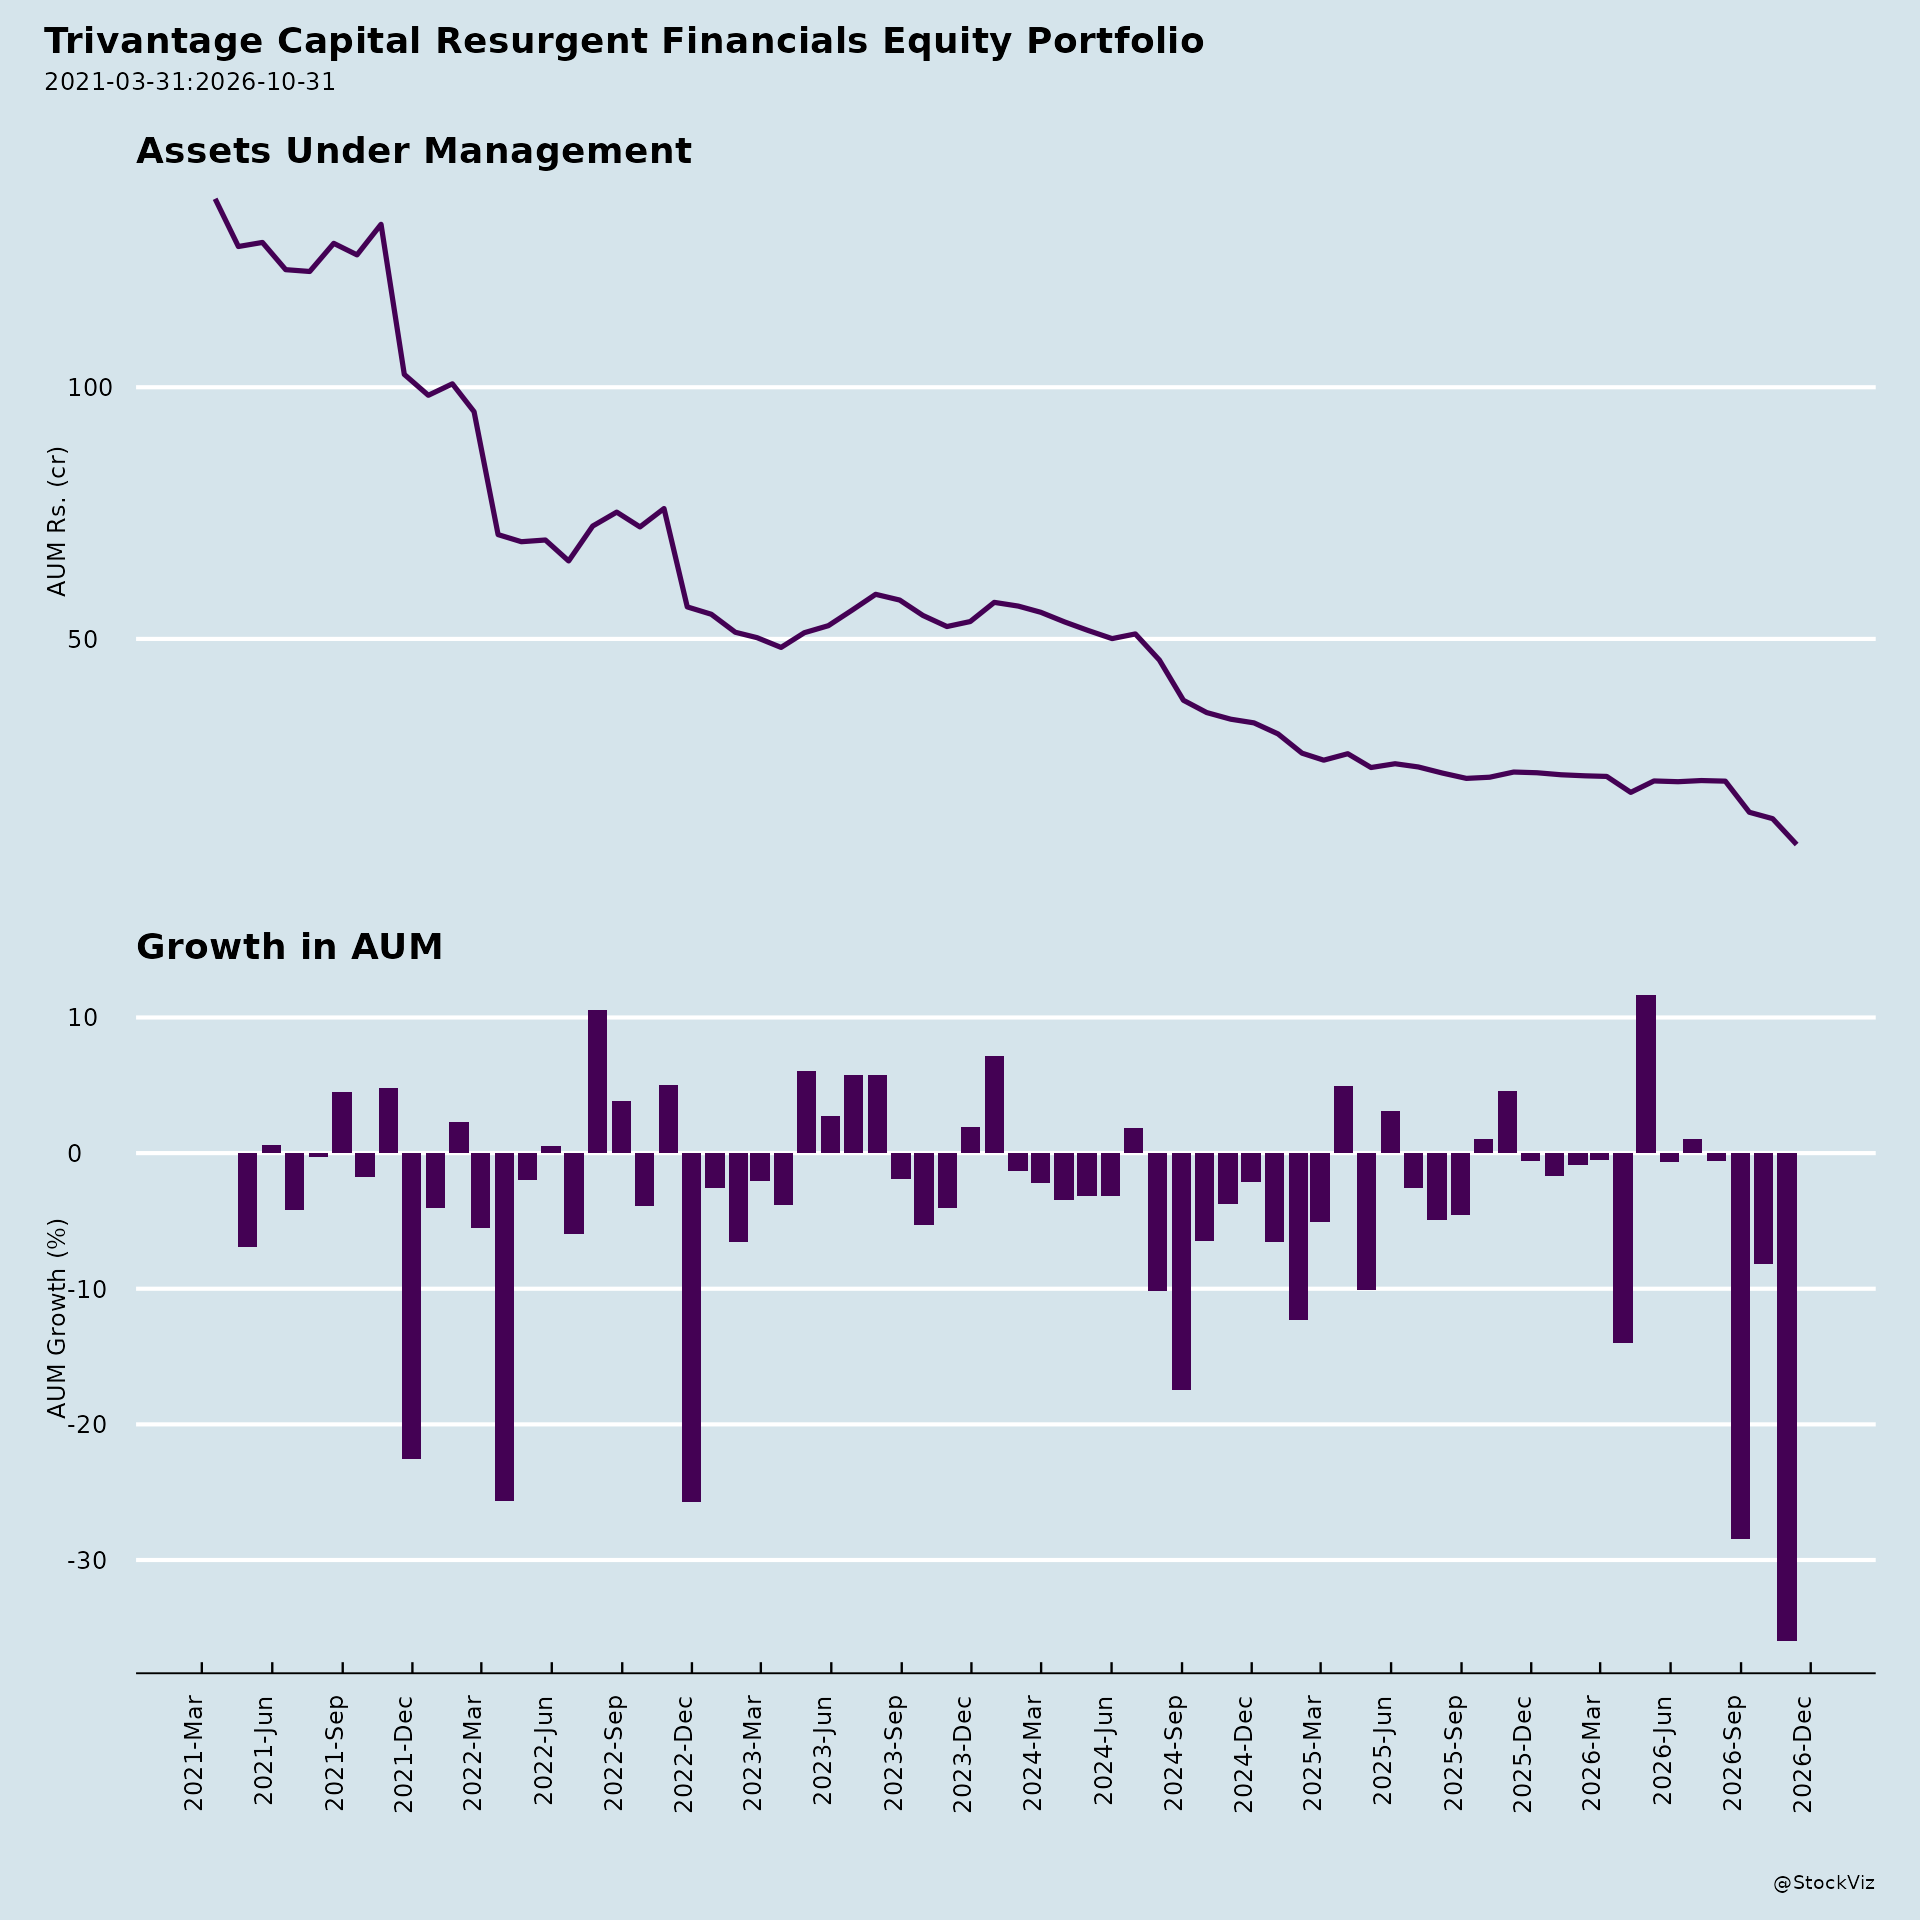 Trivantage Capital Resurgent Financials Equity Portfolio
2021-03-31:2026-10-31
Assets Under Management
100
50
AUM Rs. (cr)
Growth in AUM
10
0
-10
-20
-30
AUM Growth (%)
2021-Mar
2021-Jun
2021-Sep
2021-Dec
2022-Mar
2022-Jun
2022-Sep
2022-Dec
2023-Mar
2023-Jun
2023-Sep
2023-Dec
2024-Mar
2024-Jun
2024-Sep
2024-Dec
2025-Mar
2025-Jun
2025-Sep
2025-Dec
2026-Mar
2026-Jun
2026-Sep
2026-Dec
@StockViz